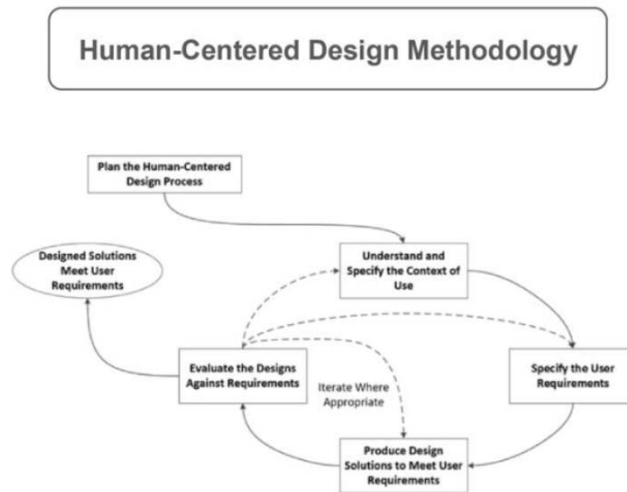 Human-Centered Design Methodology
Plan the Human-Centered
Design Process
Designed Solutions
Meet User
Requirements
Understand and
Specify the Context of
Use
Evaluate the Designs
Against Requirements
Iterate Where
Appropriate
Specify the User
Requirements
Produce Design
Solutions to Meet User
Requirements